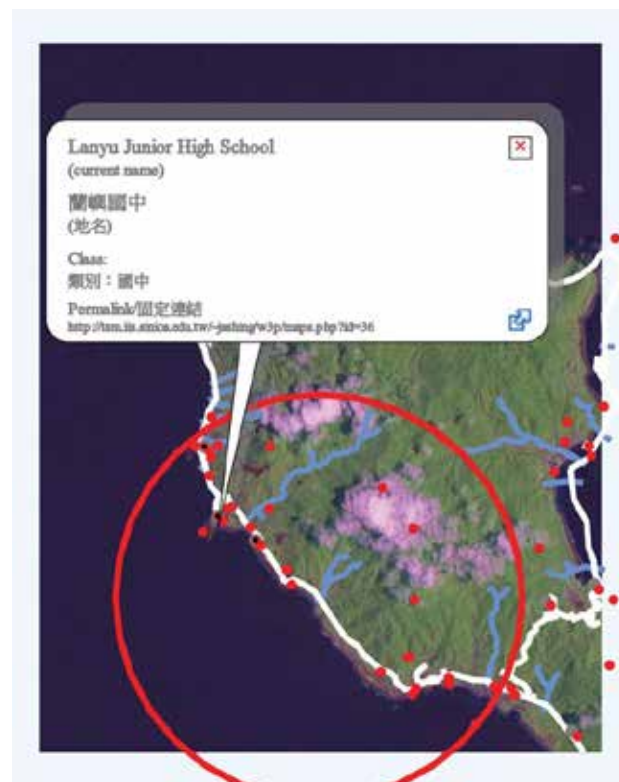 Lanyu Junior High School
(current name)
蘭嶼國中
(地名)
Class:
類別：國中
Permalink/固定連結
http://tsm.iis.sinica.edu.tw/~jashing/w3p/maps.php?id=36